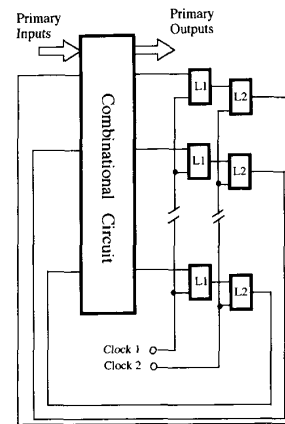 Primary
Inputs
Primary
Outputs
Combinational Circuit
L1
L2
L1
L2
L1
L2
Clock 1
Clock 2